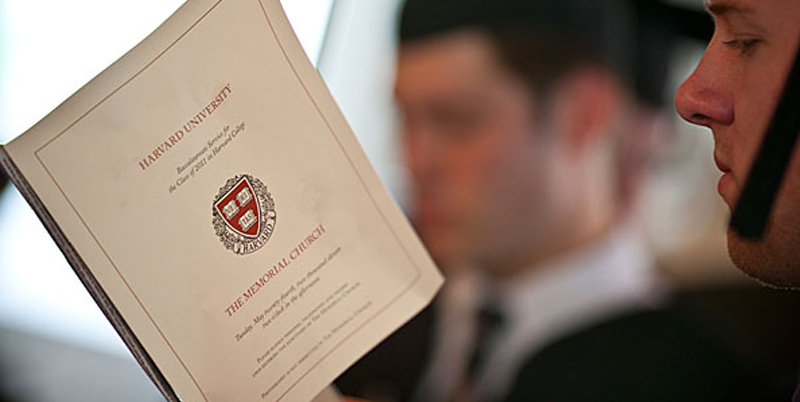 HARVARD UNIVERSITY
Baccalaureate Service for
the Class of 2011 in Harvard College
VE RI
TAS
HARVARD
THE MEMORIAL CHURCH
Tuesday, May twenty-fourth, two thousand eleven
two o'clock in the afternoon